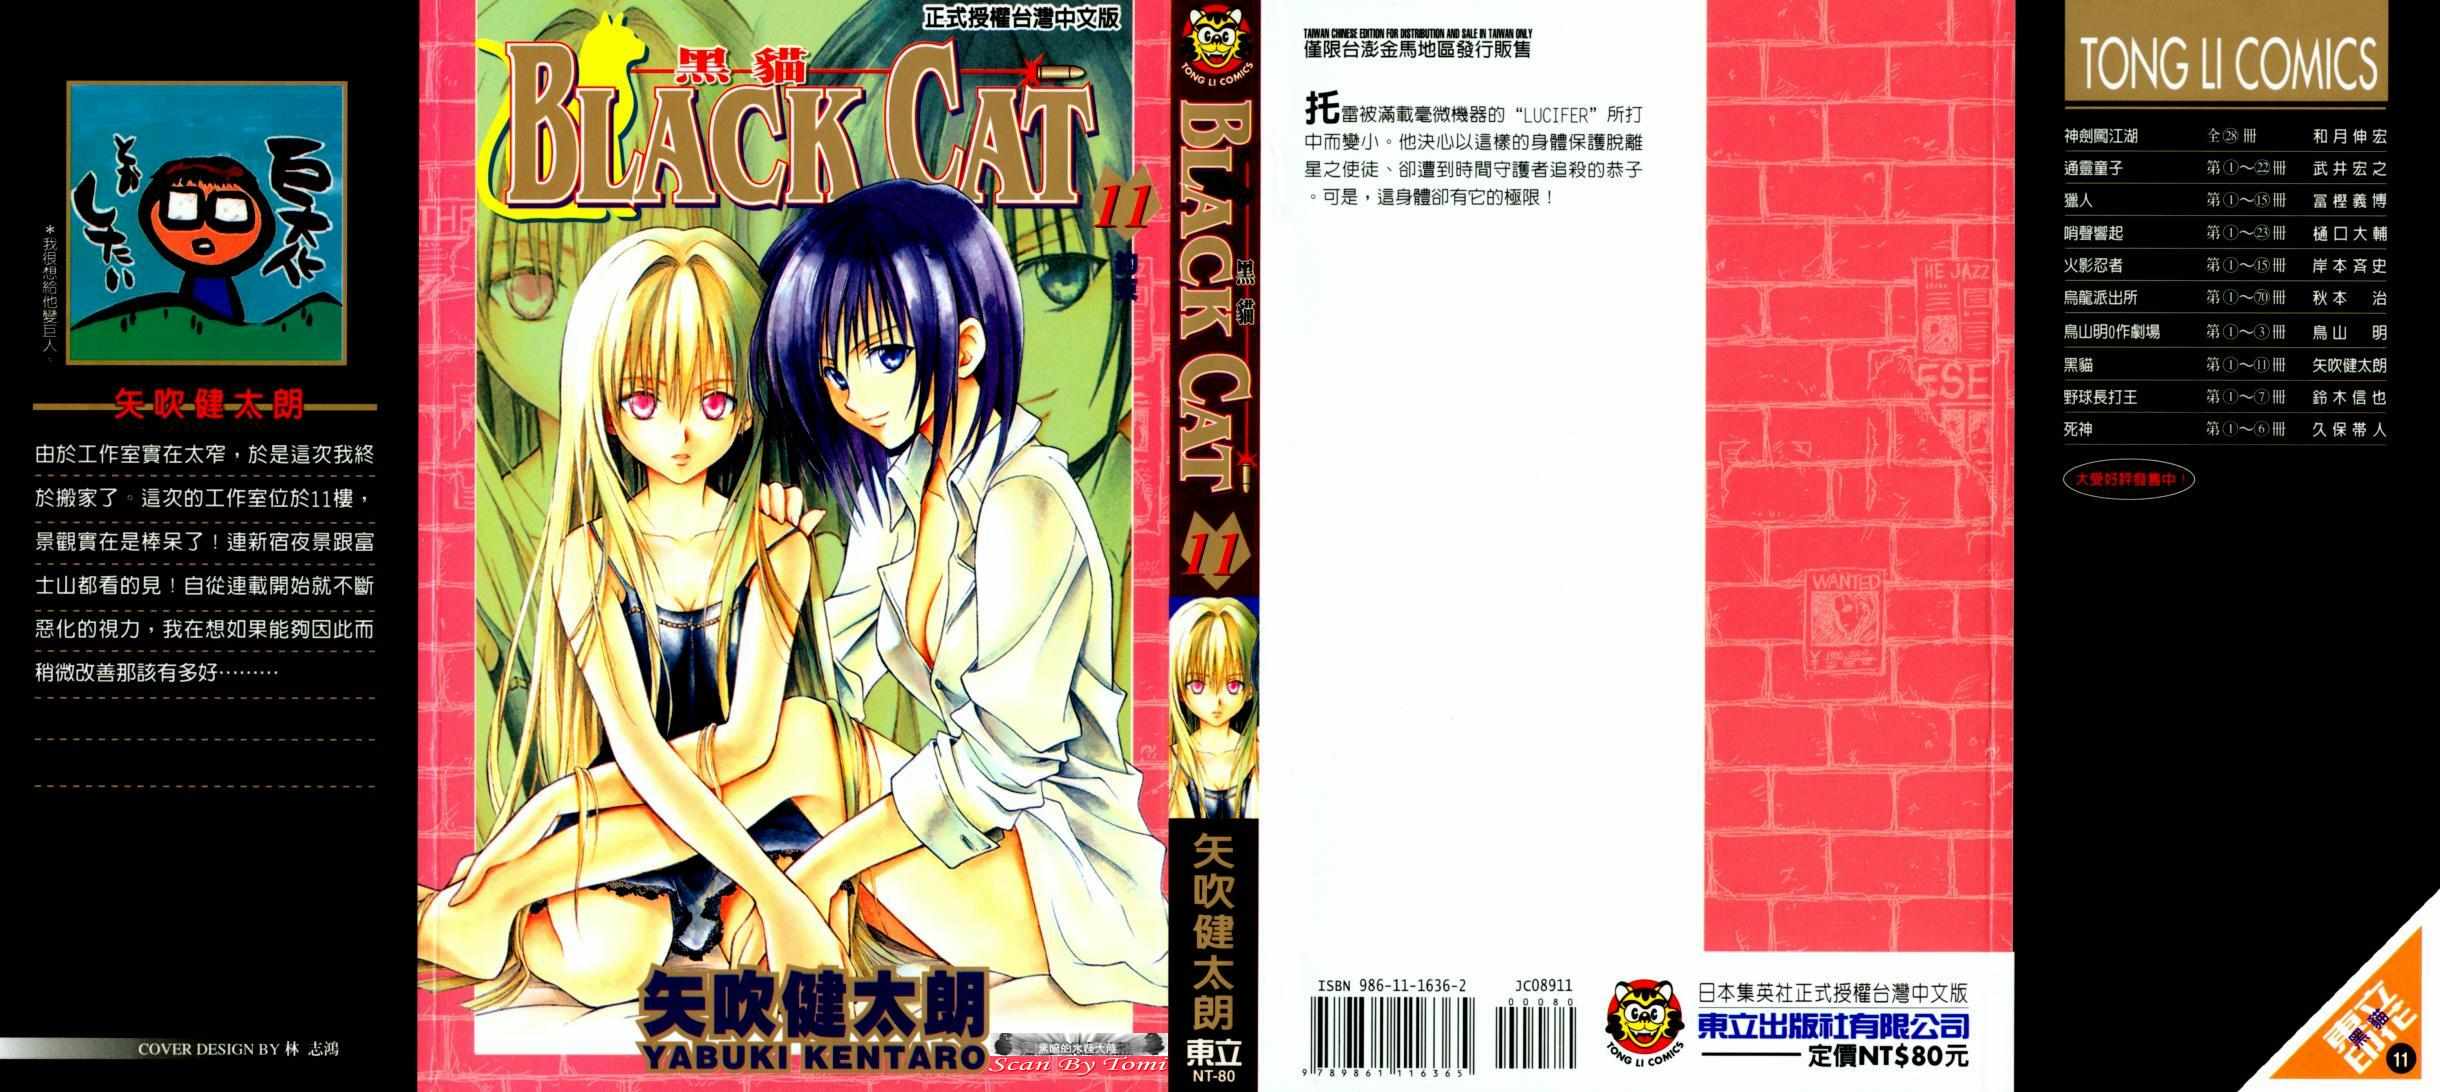 巨大化
とか
したい
＊我很想給他變巨人。
矢吹健太朗
由於工作室實在太窄，於是這次我終
於搬家了。這次的工作室位於11樓，
景觀實在是棒呆了！連新宿夜景跟富
士山都看的見！自從連載開始就不斷
惡化的視力，我在想如果能夠因此而
稍微改善那該有多好………
COVER DESIGN BY 林 志鴻
正式授權台灣中文版
黑貓
BLACK CAT
11
矢吹健太朗
YABUKI KENTARO
Scan By Tomi
TONG LI COMICS
BLACK CAT
黑貓
11
矢吹健太朗
東立
NT-80
TAIWAN CHINESE EDITION FOR DISTRIBUTION AND SALE IN TAIWAN ONLY
僅限台澎金馬地區發行販售
托雷被滿載毫微機器的“LUCIFER”所打
中而變小。他決心以這樣的身體保護脫離
星之使徒、卻遭到時間守護者追殺的恭子
。可是，這身體卻有它的極限！
HE JAZZ
ESE
WANTED
ISBN 986-11-1636-2
JC08911
00080
9789861116365
TONG LI COMICS
日本集英社正式授權台灣中文版
東立出版社有限公司
定價NT$80元
TONG LI COMICS
神劍闖江湖 全㉘冊 和月伸宏
通靈童子 第①～㉒冊 武井宏之
獵人 第①～⑮冊 冨樫義博
哨聲響起 第①～㉓冊 樋口大輔
火影忍者 第①～⑮冊 岸本斉史
烏龍派出所 第①～70冊 秋本 治
鳥山明○作劇場 第①～③冊 鳥山 明
黑貓 第①～⑪冊 矢吹健太朗
野球長打王 第①～⑦冊 鈴木信也
死神 第①～⑥冊 久保帯人
大受好評發售中！
東立
黑貓
11